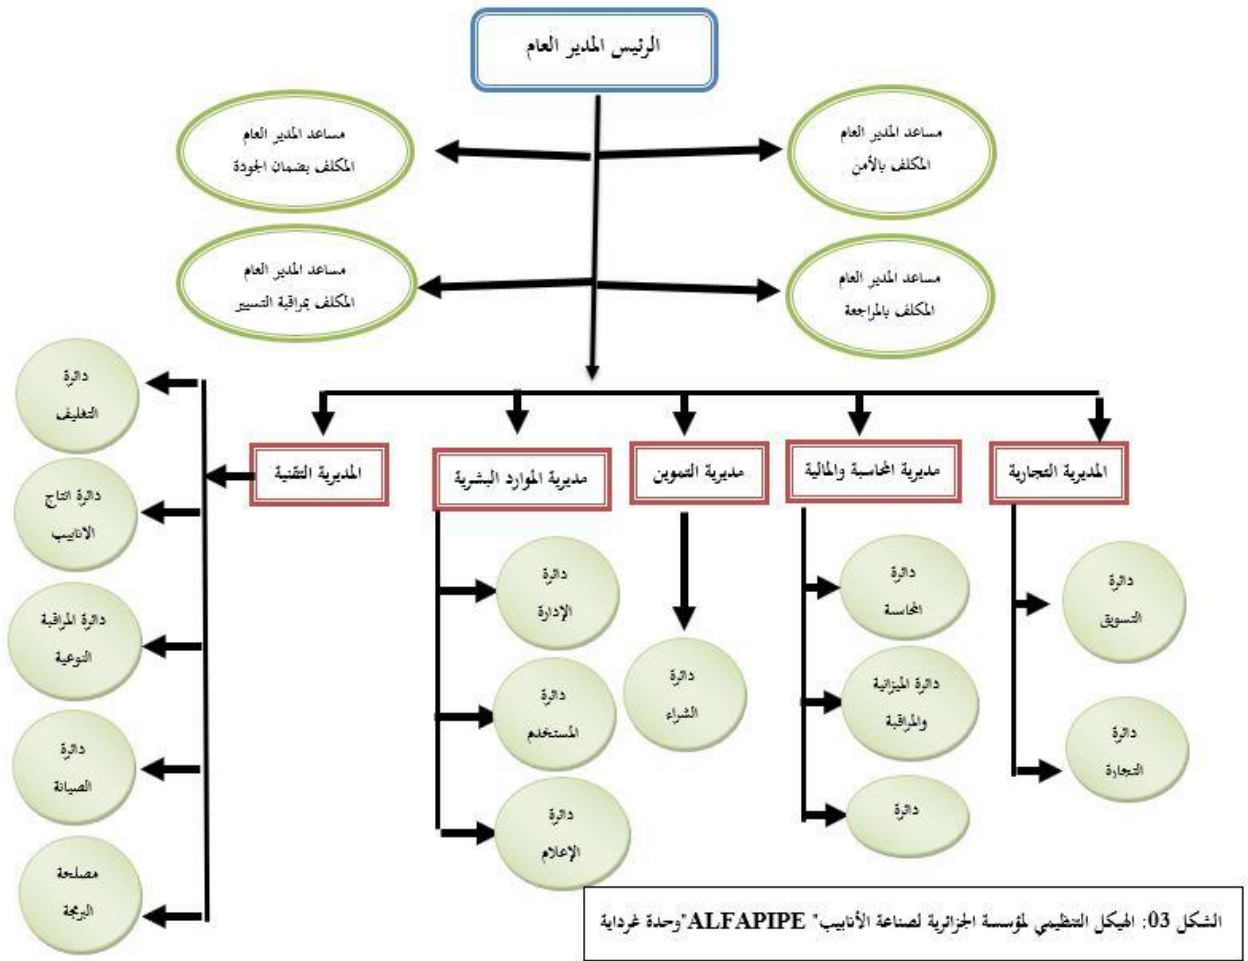 الرئيس المدير العام
مساعد المدير العام
المكلف بالأمن
مساعد المدير العام
المكلف بضمان الجودة
مساعد المدير العام
المكلف بالمراجعة
مساعد المدير العام
المكلف بمراقبة التسيير
المديرية التجارية
مديرية المحاسبة والمالية
مديرية التموين
مديرية الموارد البشرية
المديرية التقنية
دائرة
التسويق
دائرة
التجارة
دائرة
المحاسبة
دائرة الميزانية
والمراقبة
دائرة
دائرة
الشراء
دائرة
الإدارة
دائرة
المستخدم
دائرة
الإعلام
دائرة
التغليف
دائرة انتاج
الانابيب
دائرة المراقبة
النوعية
دائرة
الصيانة
مصلحة
البرمجة
الشكل 03: الهيكل التنظيمي لمؤسسة الجزائرية لصناعة الأنابيب" ALFAPIPE"وحدة غرداية